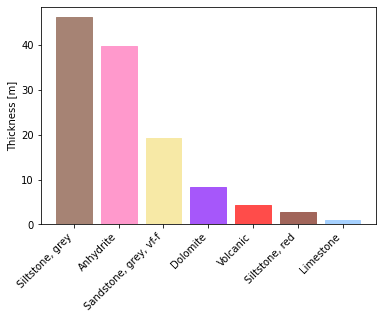 Thickness [m]
40
30
20
10
0
Siltstone, grey
Anhydrite
Sandstone, grey, vf-f
Dolomite
Volcanic
Siltstone, red
Limestone